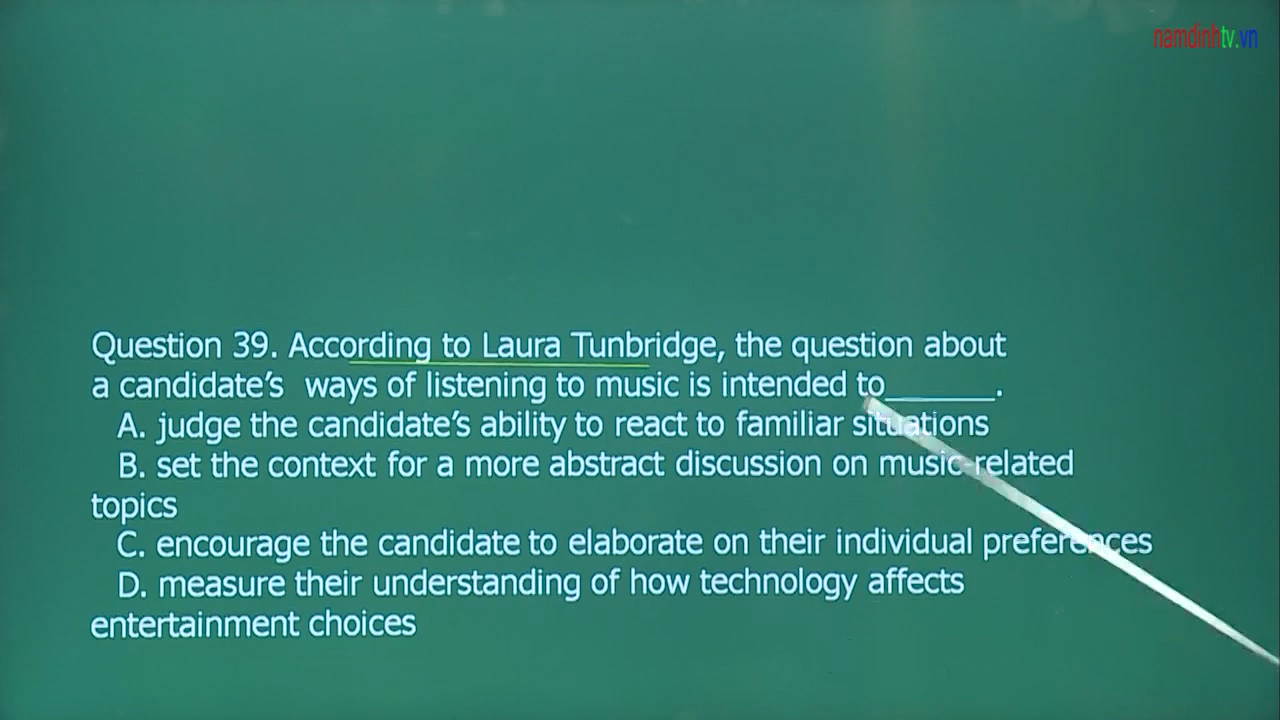 namdinhtv.vn
Question 39. According to Laura Tunbridge, the question about
a candidate’s ways of listening to music is intended to_______.
A. judge the candidate’s ability to react to familiar situations
B. set the context for a more abstract discussion on music-related
topics
C. encourage the candidate to elaborate on their individual preferences
D. measure their understanding of how technology affects
entertainment choices